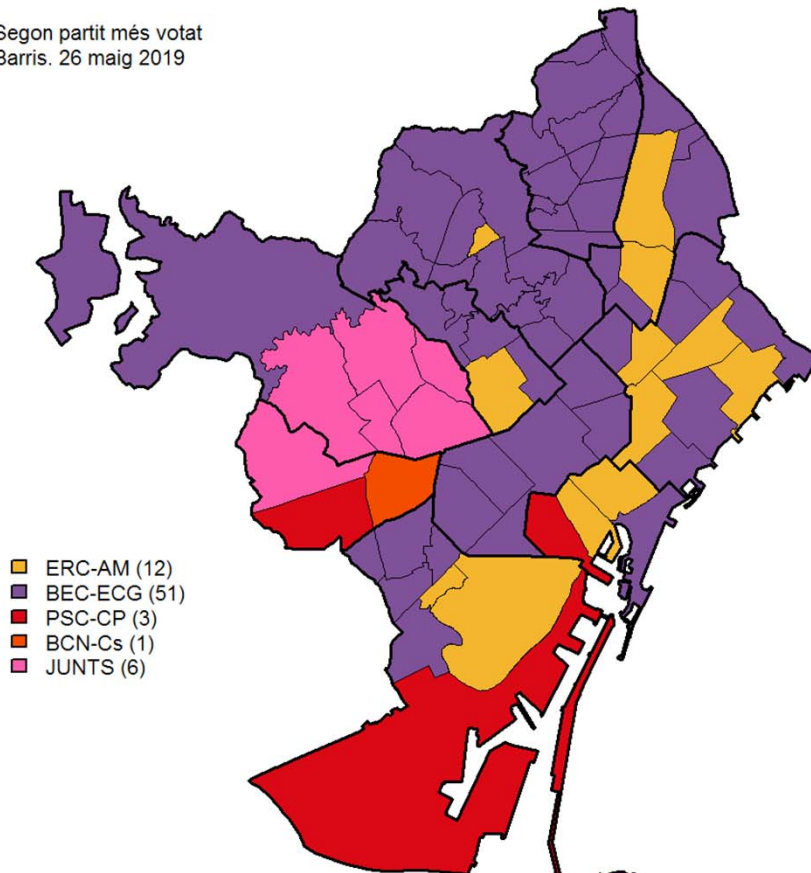 Segon partit més votat
Barris. 26 maig 2019
ERC-AM (12)
BEC-ECG (51)
PSC-CP (3)
BCN-Cs (1)
JUNTS (6)